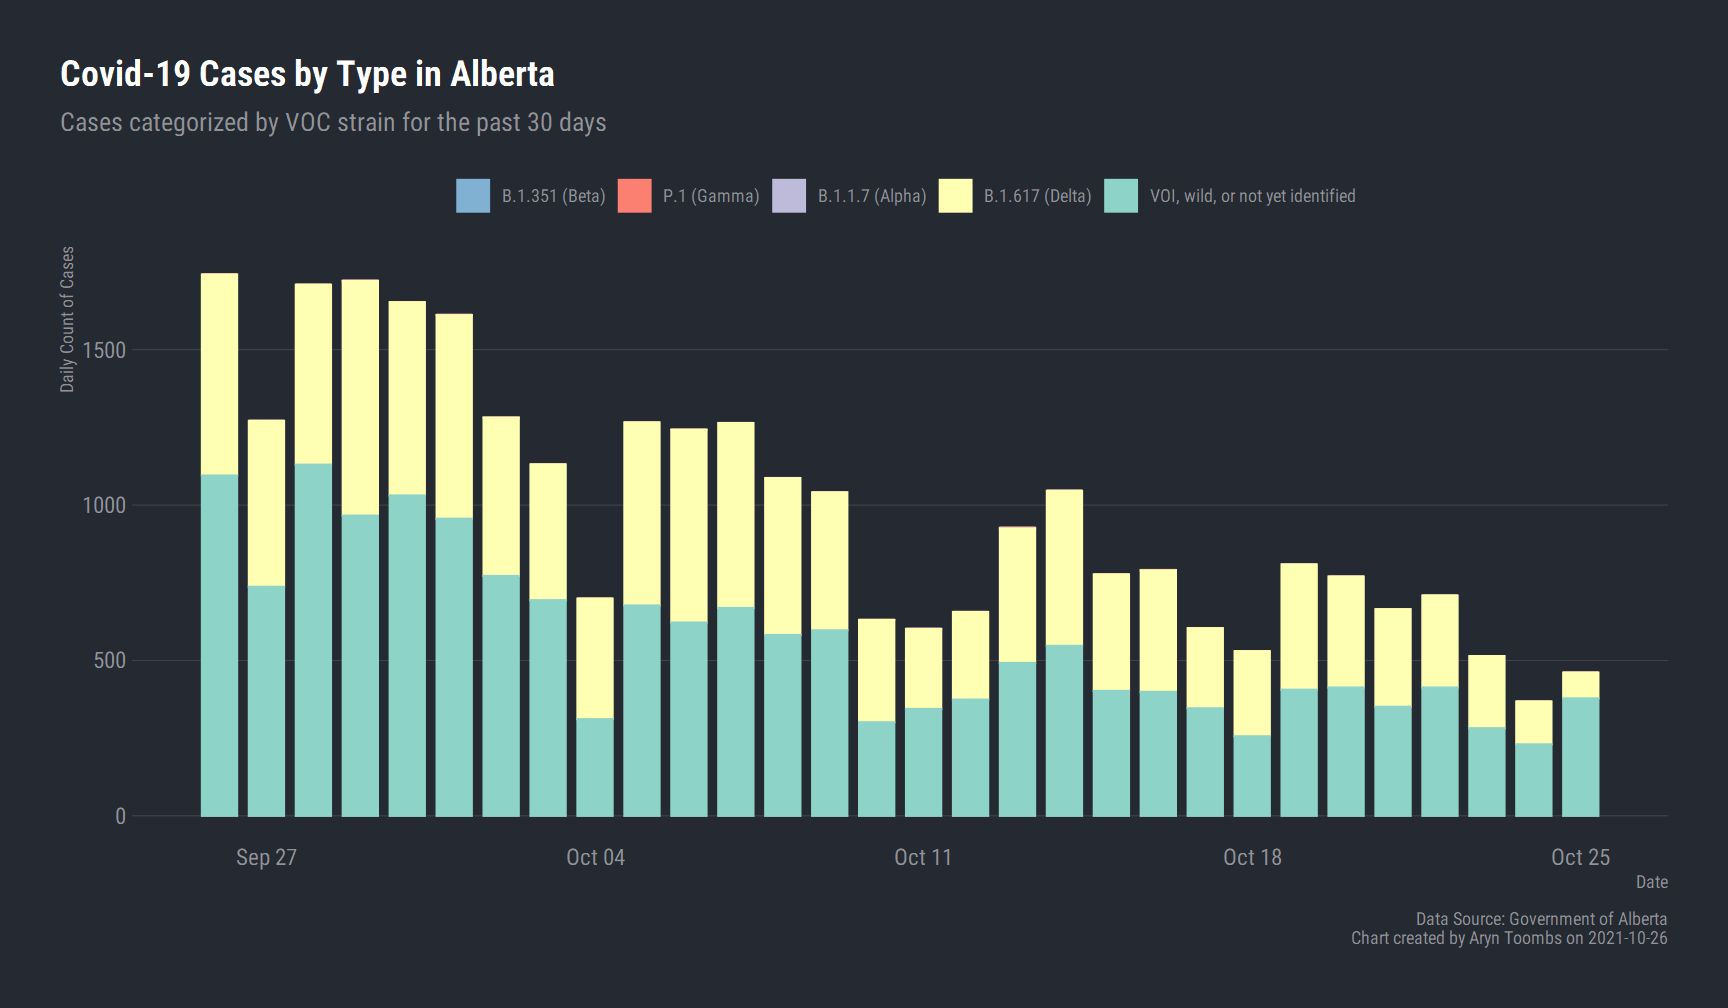 Covid-19 Cases by Type in Alberta
Cases categorized by VOC strain for the past 30 days
B.1.351 (Beta) P.1 (Gamma) B.1.1.7 (Alpha) B.1.617 (Delta) VOI, wild, or not yet identified
Daily Count of Cases
1500
1000
500
0
Sep 27 Oct 04 Oct 11 Oct 18 Oct 25
Date
Data Source: Government of Alberta
Chart created by Aryn Toombs on 2021-10-26